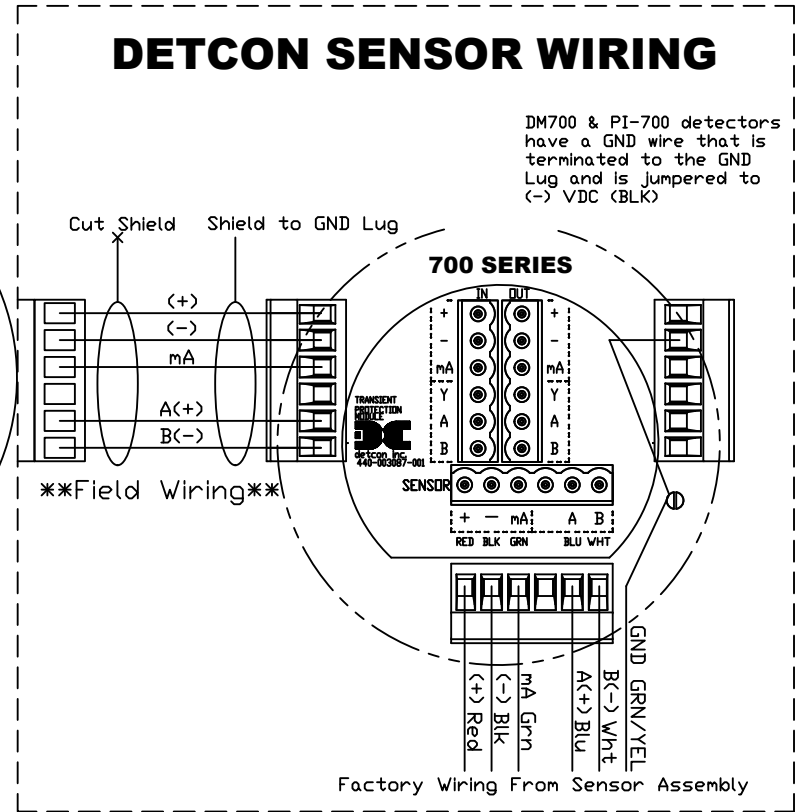 DETCON SENSOR WIRING
DM700 & PI-700 detectors
have a GND wire that is
terminated to the GND
Lug and is jumpered to
(-) VDC (BLK)
Cut Shield Shield to GND Lug
700 SERIES
IN OUT
(+)
(-)
mA
A(+)
B(-)
**Field Wiring**
+ +
- -
mA mA
Y Y
A A
B B
TRANSIENT
PROTECTION
MODULE
detcon inc.
440-003087-001
SENSOR
+ - mA A B
RED BLK GRN BLU WHT
(+) Red
(-) Blk
mA Grn
A(+) Blu
B(-) Wht
GND GRN/YEL
Factory Wiring From Sensor Assembly